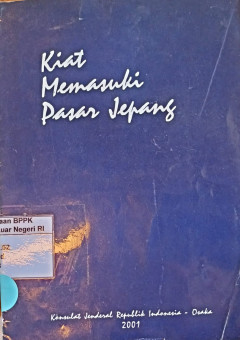 Kiat
Memasuki
Pasar Jepang
aan BPPK
uar Negeri RI
Konsulat Jenderal Republik Indonesia - Osaka
2001